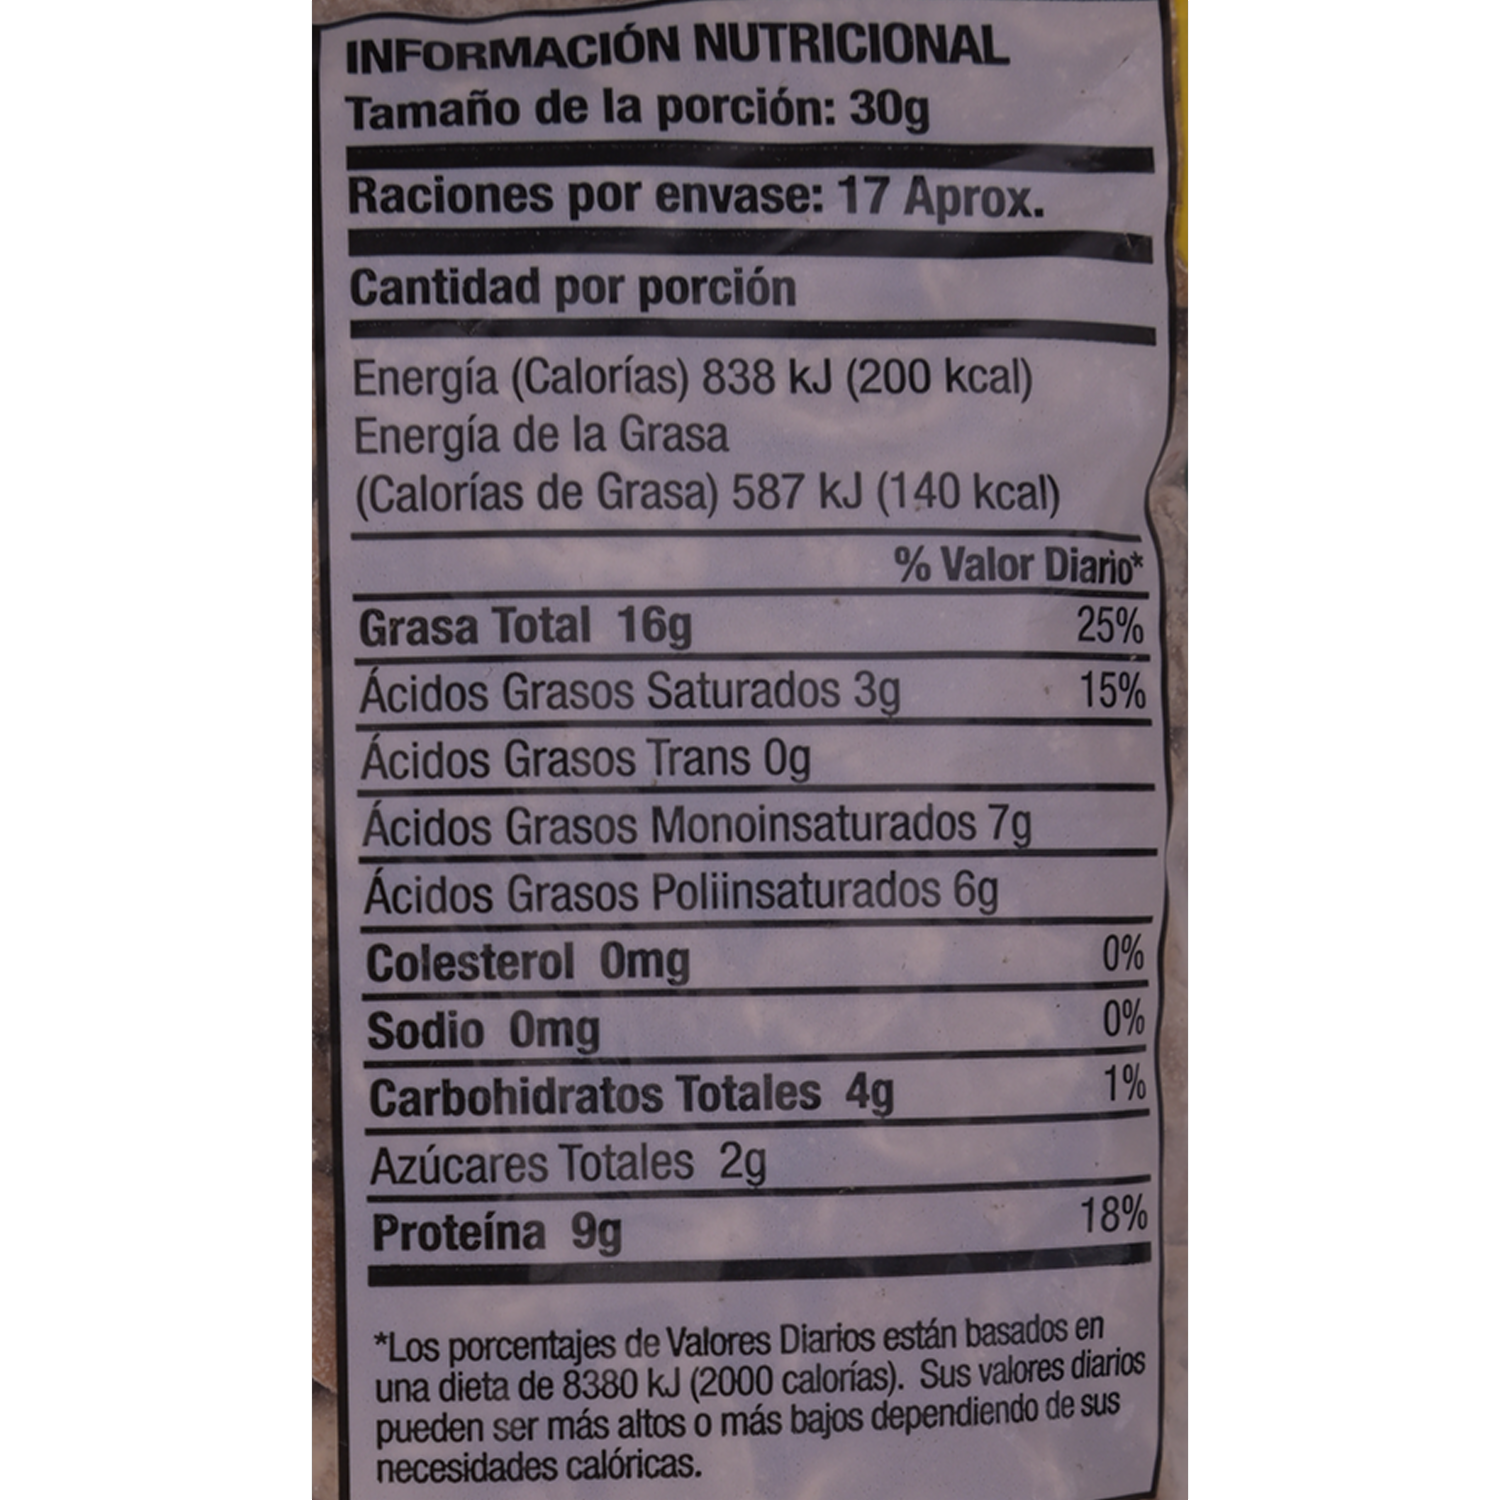 INFORMACIÓN NUTRICIONAL
Tamaño de la porción: 30g
Raciones por envase: 17 Aprox.
Cantidad por porción
Energía (Calorías) 838 kJ (200 kcal)
Energía de la Grasa
(Calorías de Grasa) 587 kJ (140 kcal)
% Valor Diario*
Grasa Total 16g 25%
Ácidos Grasos Saturados 3g 15%
Ácidos Grasos Trans 0g
Ácidos Grasos Monoinsaturados 7g
Ácidos Grasos Poliinsaturados 6g
Colesterol 0mg 0%
Sodio 0mg 0%
Carbohidratos Totales 4g 1%
Azúcares Totales 2g
Proteína 9g 18%
*Los porcentajes de Valores Diarios están basados en
una dieta de 8380 kJ (2000 calorías). Sus valores diarios
pueden ser más altos o más bajos dependiendo de sus
necesidades calóricas.